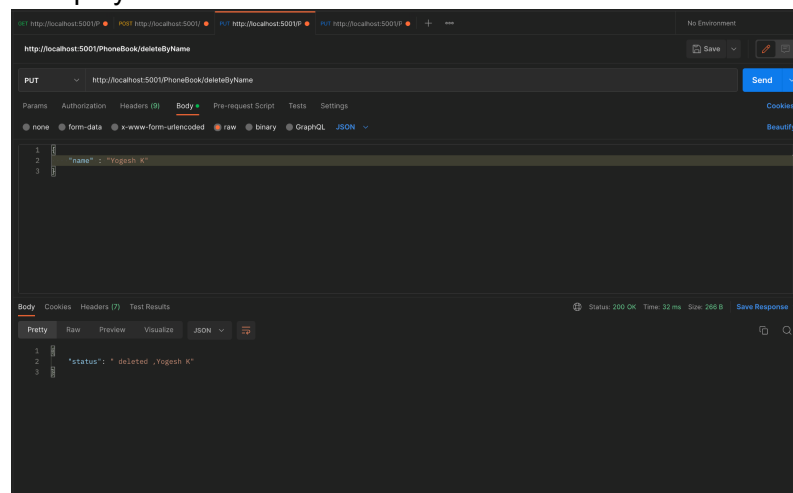 GET http://localhost:5001/P POST http://localhost:5001/ PUT http://localhost:5001/P PUT http://localhost:5001/P No Environment
http://localhost:5001/PhoneBook/deleteByName Save
PUT http://localhost:5001/PhoneBook/deleteByName Send
Params Authorization Headers (9) Body Pre-request Script Tests Settings Cookies
none form-data x-www-form-urlencoded raw binary GraphQL JSON Beautify
1 {
2 "name" : "Yogesh K"
3 }
Body Cookies Headers (7) Test Results Status: 200 OK Time: 32 ms Size: 266 B Save Response
Pretty Raw Preview Visualize JSON
1 {
2 "status": " deleted ,Yogesh K"
3 }